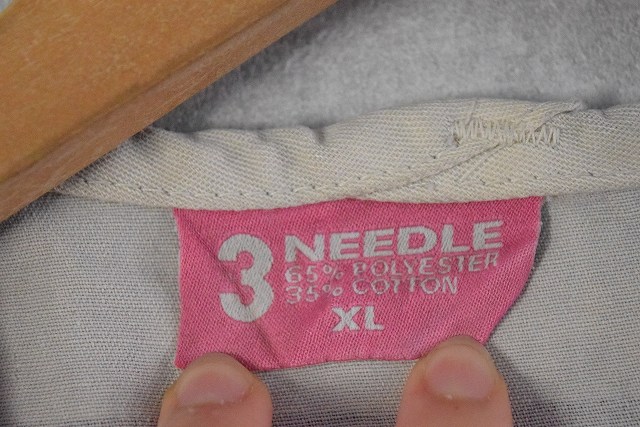 3 NEEDLE
65% POLYESTER
35% COTTON
XL